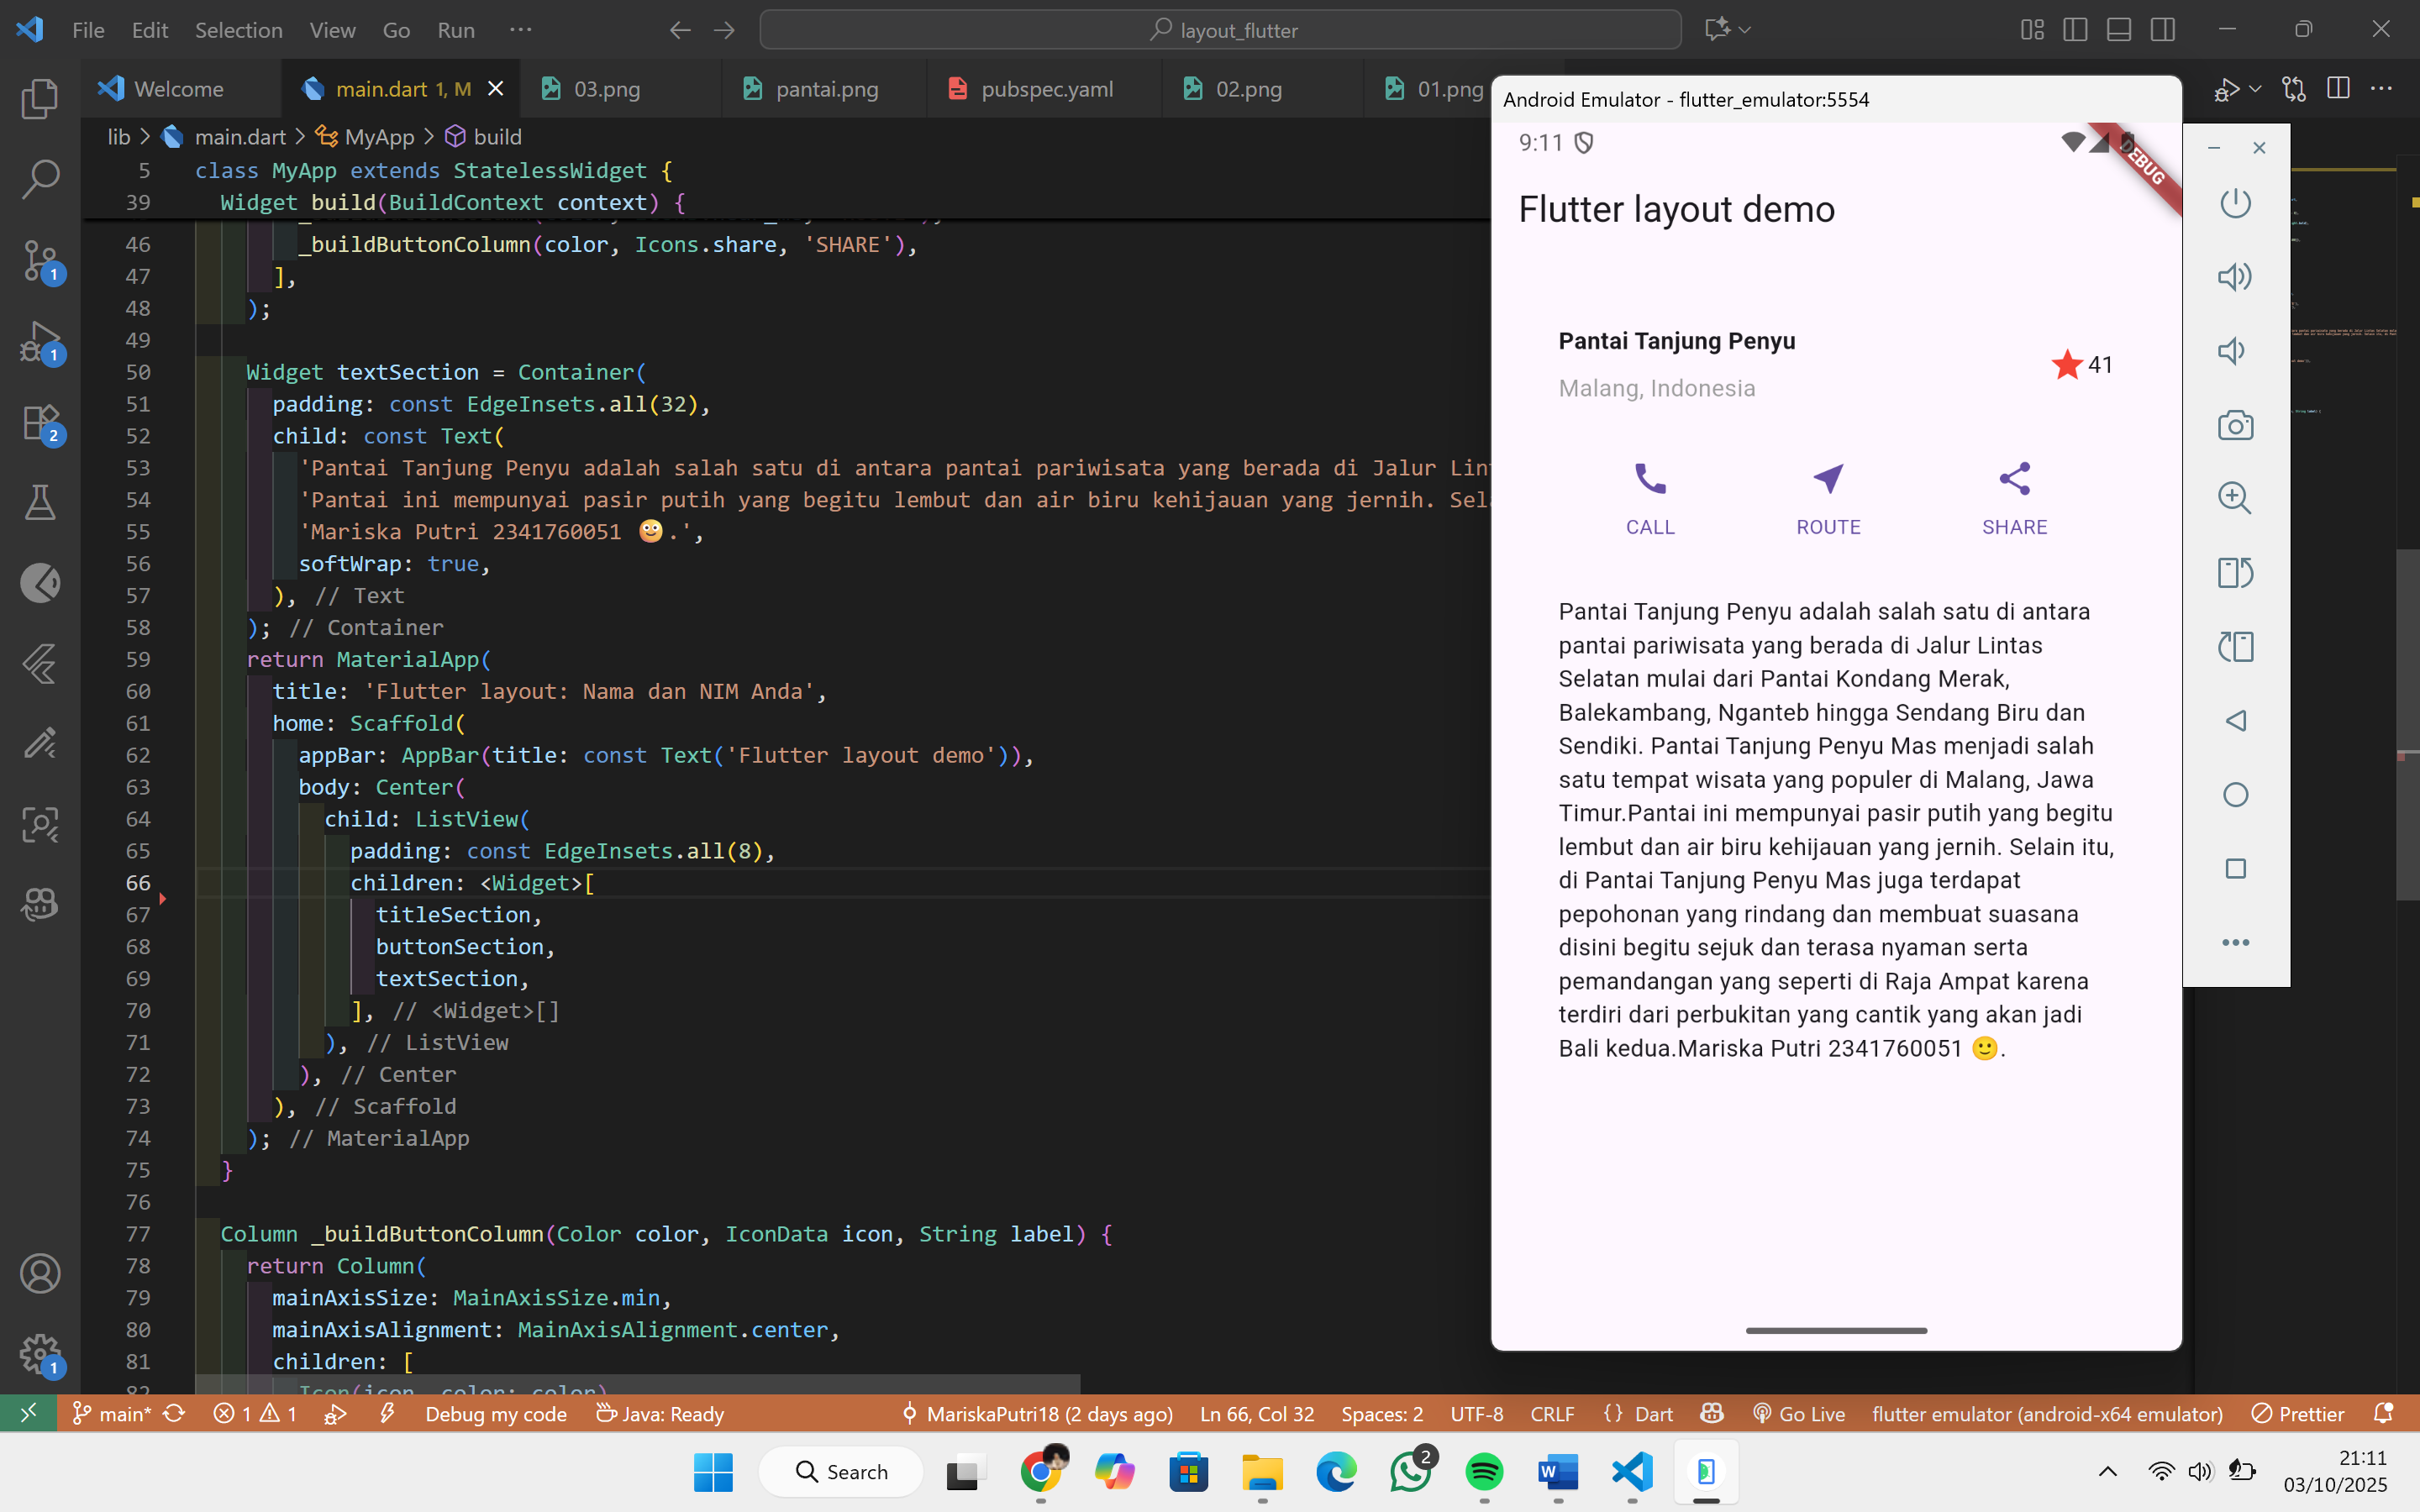 File Edit Selection View Go Run ··· layout_flutter
Welcome main.dart 1, M 03.png pantai.png pubspec.yaml 02.png 01.png
lib > main.dart > MyApp > build
5 class MyApp extends StatelessWidget {
39 Widget build(BuildContext context) {
46 _buildButtonColumn(color, Icons.share, 'SHARE'),
47 ],
48 );
49
50 Widget textSection = Container(
51 padding: const EdgeInsets.all(32),
52 child: const Text(
53 'Pantai Tanjung Penyu adalah salah satu di antara pantai pariwisata yang berada di Jalur Lin
54 'Pantai ini mempunyai pasir putih yang begitu lembut dan air biru kehijauan yang jernih. Sel
55 'Mariska Putri 2341760051 🙂.',
56 softWrap: true,
57 ), // Text
58 ); // Container
59 return MaterialApp(
60 title: 'Flutter layout: Nama dan NIM Anda',
61 home: Scaffold(
62 appBar: AppBar(title: const Text('Flutter layout demo')),
63 body: Center(
64 child: ListView(
65 padding: const EdgeInsets.all(8),
66 children: <Widget>[
67 titleSection,
68 buttonSection,
69 textSection,
70 ], // <Widget>[]
71 ), // ListView
72 ), // Center
73 ), // Scaffold
74 ); // MaterialApp
75 }
76
77 Column _buildButtonColumn(Color color, IconData icon, String label) {
78 return Column(
79 mainAxisSize: MainAxisSize.min,
80 mainAxisAlignment: MainAxisAlignment.center,
81 children: [
82 Icon(icon, color: color)
Android Emulator - flutter_emulator:5554
9:11
DEBUG
Flutter layout demo
Pantai Tanjung Penyu
Malang, Indonesia
41
CALL ROUTE SHARE
Pantai Tanjung Penyu adalah salah satu di antara
pantai pariwisata yang berada di Jalur Lintas
Selatan mulai dari Pantai Kondang Merak,
Balekambang, Nganteb hingga Sendang Biru dan
Sendiki. Pantai Tanjung Penyu Mas menjadi salah
satu tempat wisata yang populer di Malang, Jawa
Timur.Pantai ini mempunyai pasir putih yang begitu
lembut dan air biru kehijauan yang jernih. Selain itu,
di Pantai Tanjung Penyu Mas juga terdapat
pepohonan yang rindang dan membuat suasana
disini begitu sejuk dan terasa nyaman serta
pemandangan yang seperti di Raja Ampat karena
terdiri dari perbukitan yang cantik yang akan jadi
Bali kedua.Mariska Putri 2341760051 🙂.
1
1
2
1
main* 1 1 Debug my code Java: Ready MariskaPutri18 (2 days ago) Ln 66, Col 32 Spaces: 2 UTF-8 CRLF {} Dart Go Live flutter emulator (android-x64 emulator) Prettier
Search
2
21:11
03/10/2025